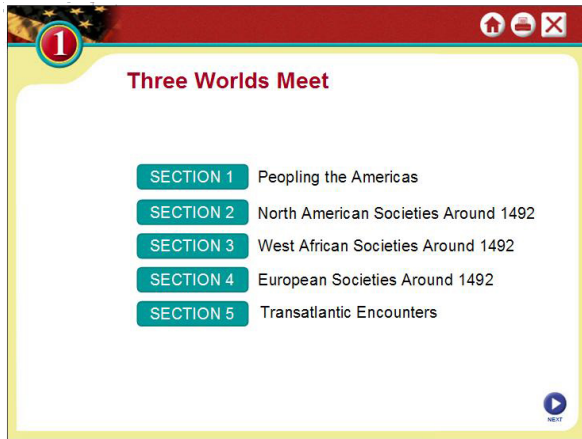 1
Three Worlds Meet
SECTION 1 Peopling the Americas
SECTION 2 North American Societies Around 1492
SECTION 3 West African Societies Around 1492
SECTION 4 European Societies Around 1492
SECTION 5 Transatlantic Encounters
NEXT